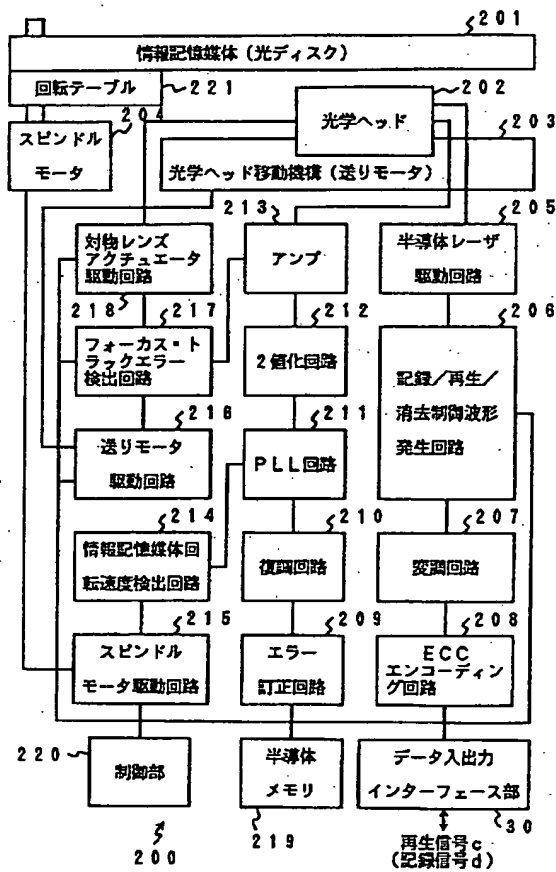 201
情報記憶媒体(光ディスク)
回転テーブル
221
202
204
光学ヘッド
203
スピンドル
モータ
光学ヘッド移動機構(送りモータ)
213
205
対物レンズ
アクチュエータ
駆動回路
アンプ
半導体レーザ
駆動回路
218
217
212
206
フォーカス・ト
ラックエラー
検出回路
2値化回路
記録/再生/
消去制御波形
発生回路
216
211
送りモータ
駆動回路
PLL回路
214
210
207
情報記憶媒体回
転速度検出回路
復調回路
変調回路
215
209
208
スピンドル
モータ駆動回路
エラー
訂正回路
ECC
エンコーディン
グ回路
220
制御部
半導体
メモリ
データ入出力
インターフェース部
200
219
30
再生信号c
(記録信号d)